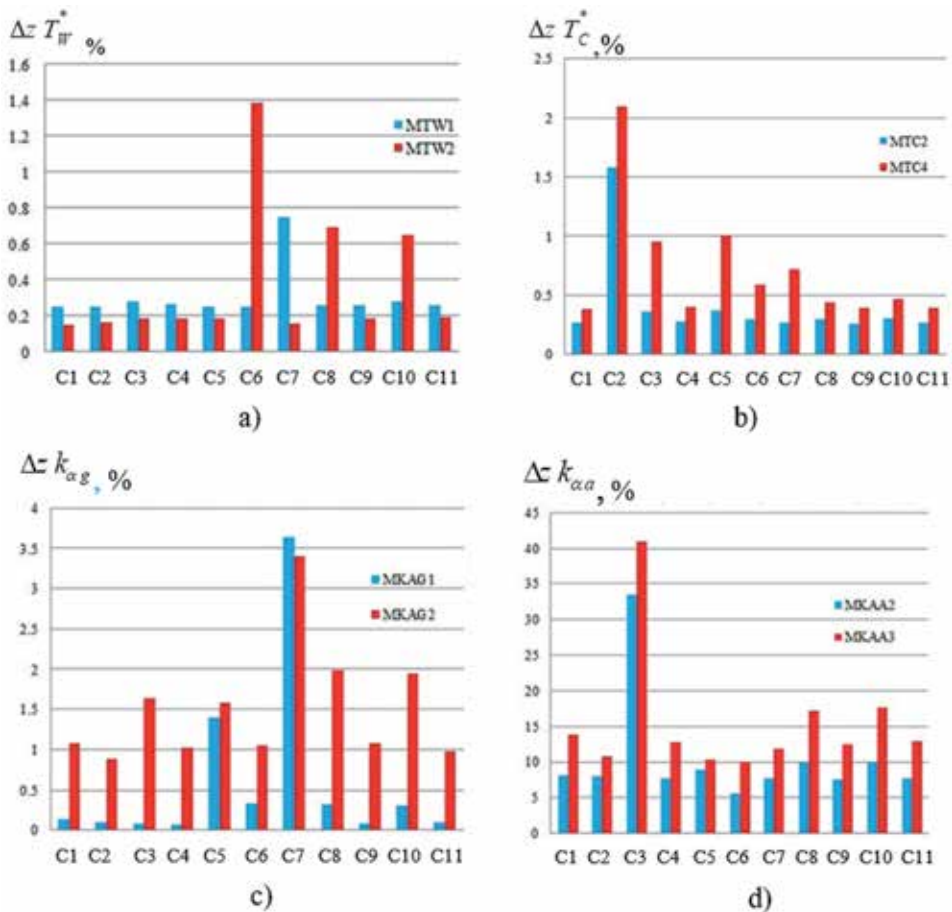 Δz T*W %
1.6
1.4
1.2
1
0.8
0.6
0.4
0.2
0
MTW1
MTW2
C1 C2 C3 C4 C5 C6 C7 C8 C9 C10 C11
a)
Δz T*C ,%
2.5
2
1.5
1
0.5
0
MTC2
MTC4
C1 C2 C3 C4 C5 C6 C7 C8 C9 C10 C11
b)
Δz kαg, %
4
3.5
3
2.5
2
1.5
1
0.5
0
MKAG1
MKAG2
C1 C2 C3 C4 C5 C6 C7 C8 C9 C10 C11
c)
Δz kαa, %
45
40
35
30
25
20
15
10
5
0
MKAA2
MKAA3
C1 C2 C3 C4 C5 C6 C7 C8 C9 C10 C11
d)